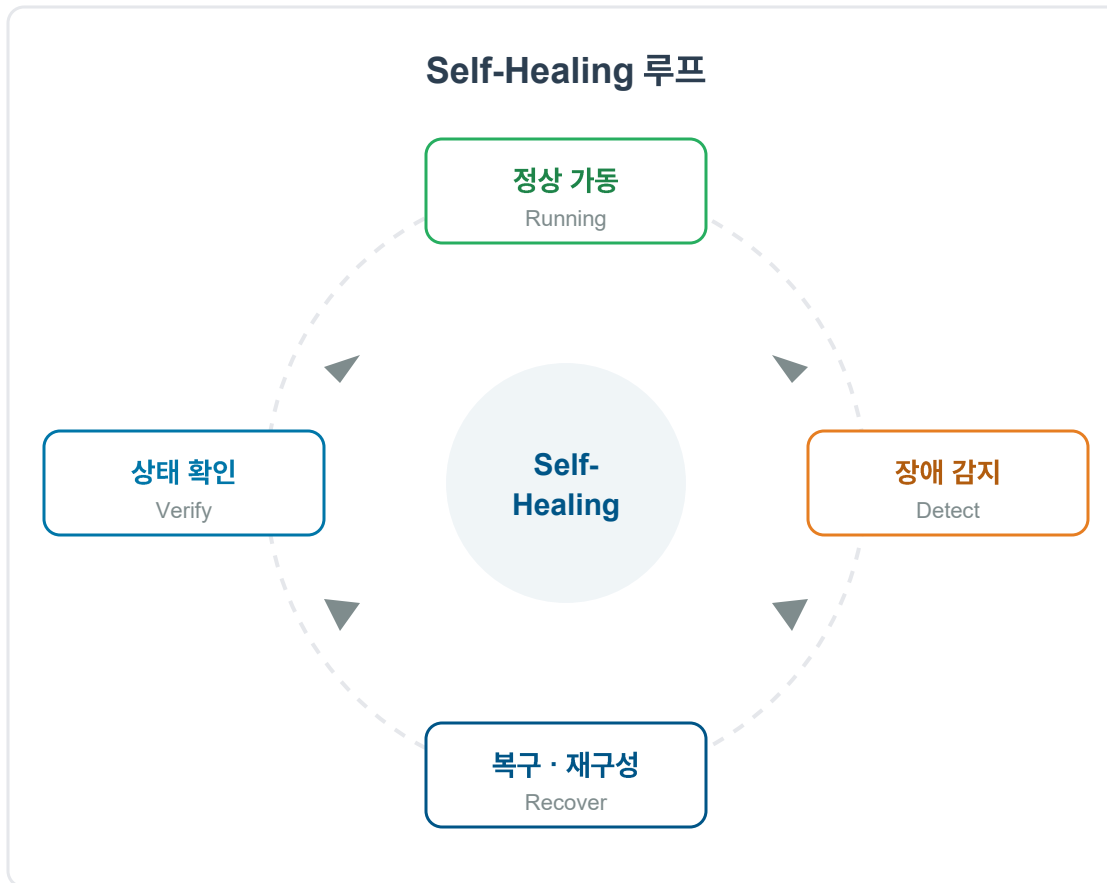 Self-Healing 루프
정상 가동
Running
상태 확인
Verify
Self-
Healing
장애 감지
Detect
복구 · 재구성
Recover